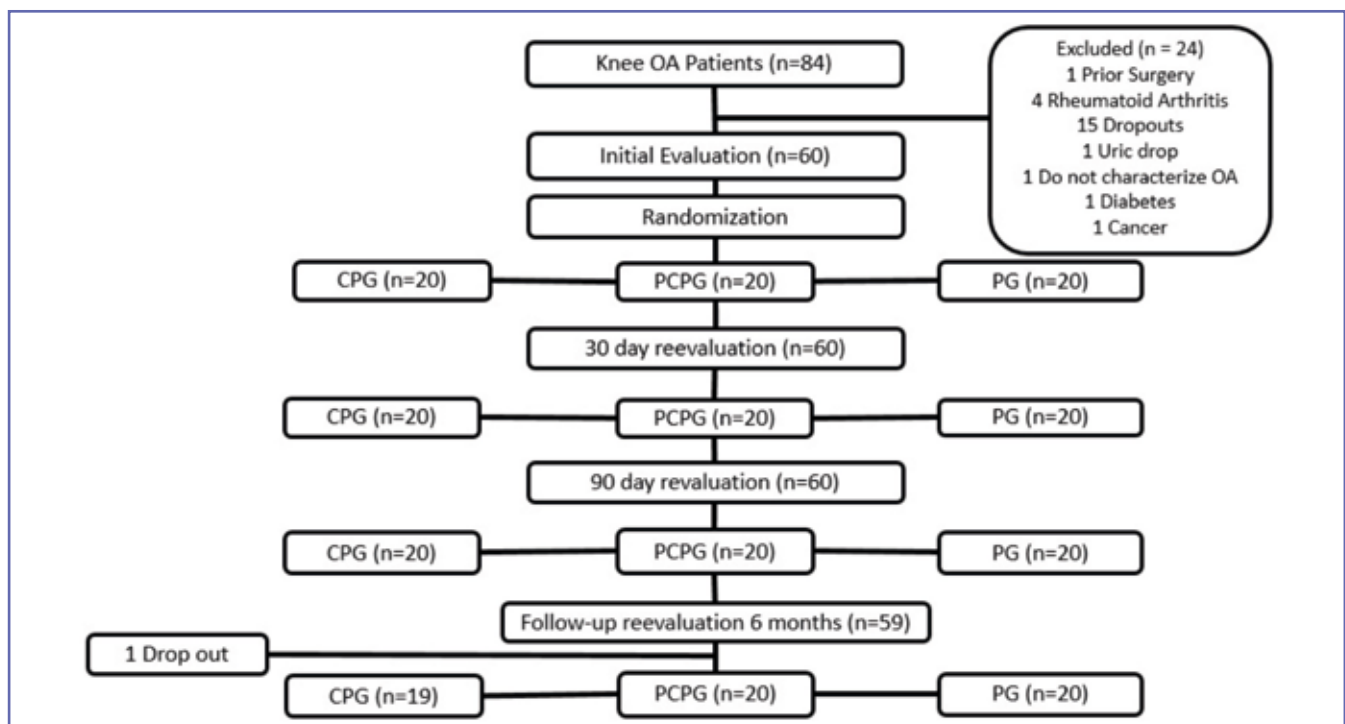 Knee OA Patients (n=84)
Excluded (n = 24)
1 Prior Surgery
4 Rheumatoid Arthritis
15 Dropouts
1 Uric drop
1 Do not characterize OA
1 Diabetes
1 Cancer
Initial Evaluation (n=60)
Randomization
CPG (n=20)
PCPG (n=20)
PG (n=20)
30 day reevaluation (n=60)
CPG (n=20)
PCPG (n=20)
PG (n=20)
90 day revaluation (n=60)
CPG (n=20)
PCPG (n=20)
PG (n=20)
Follow-up reevaluation 6 months (n=59)
1 Drop out
CPG (n=19)
PCPG (n=20)
PG (n=20)